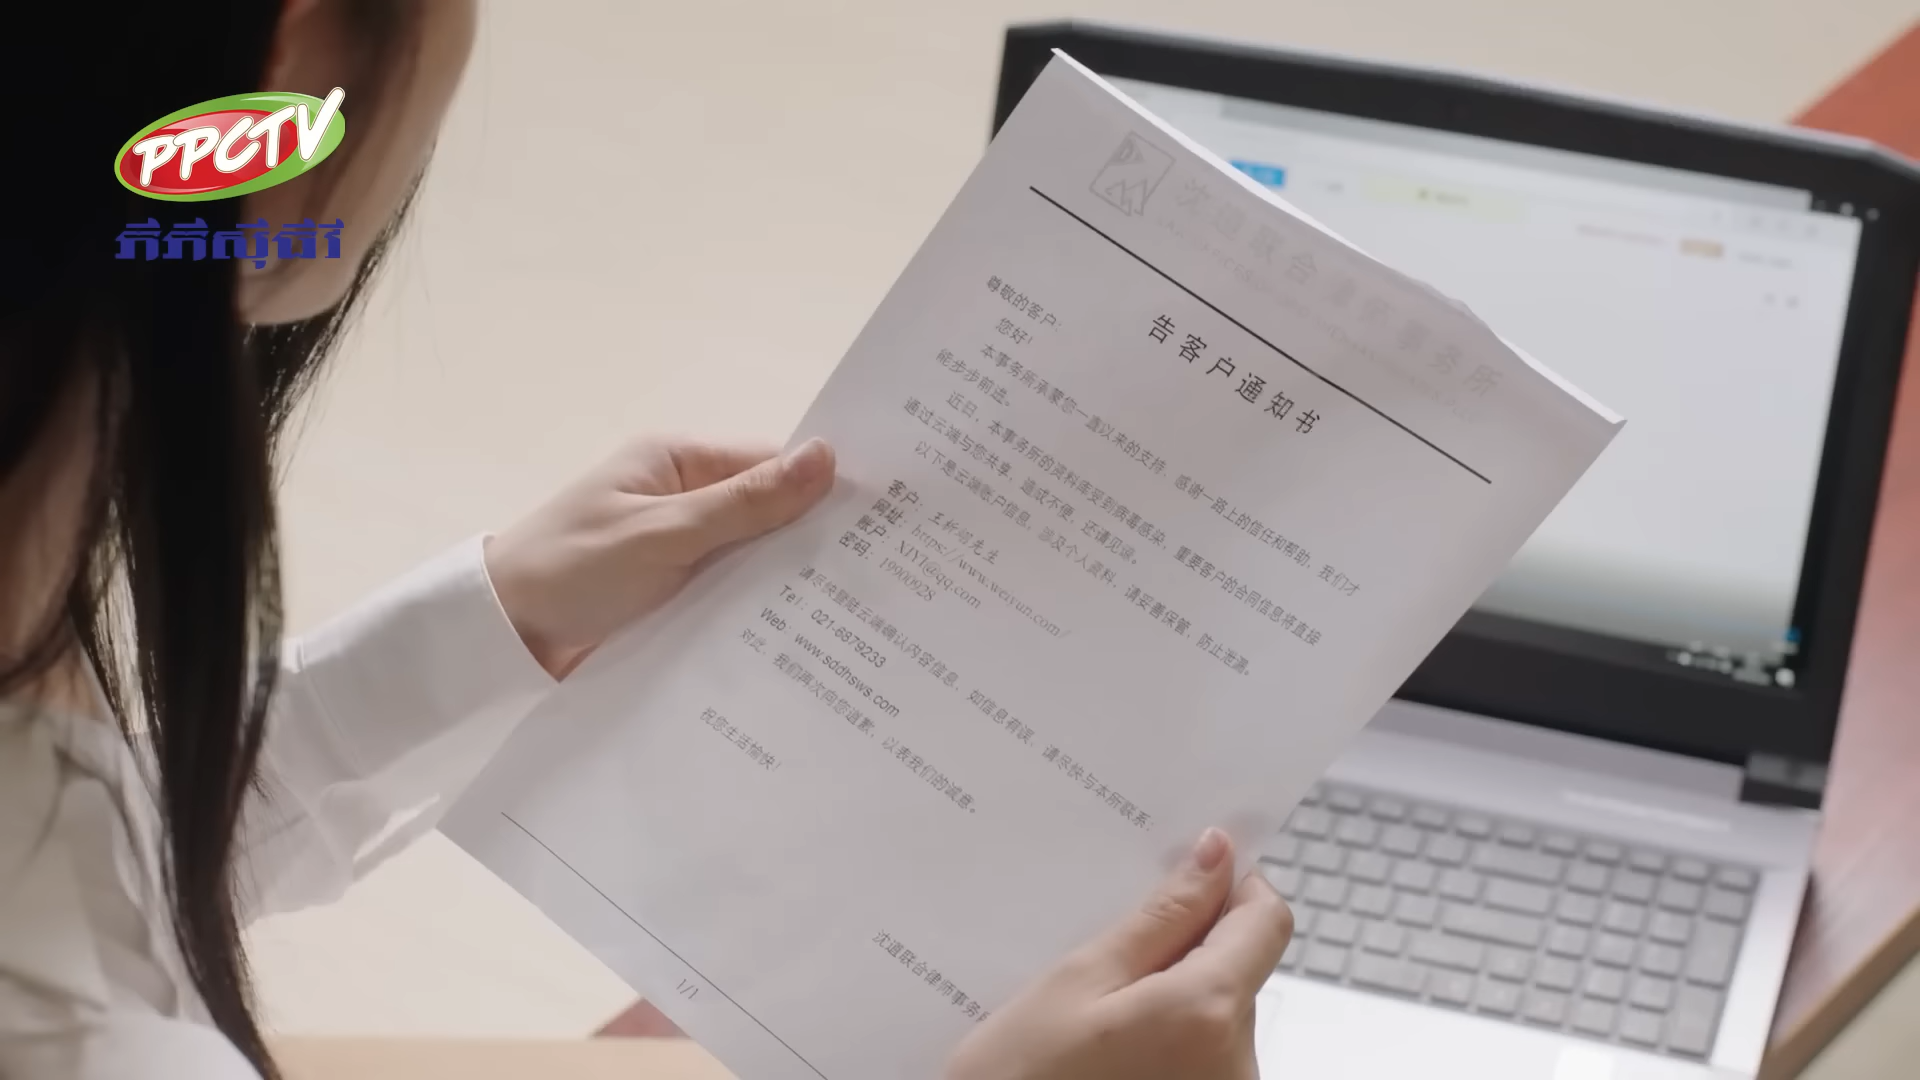 PPCTV
ភីភីស៊ីធីវី
沈道联合律师事务所
告客户通知书
尊敬的客户：
您好！
本事务所承蒙您一直以来的支持，感谢一路上的信任和帮助，我们才
能步步前进。
近日，本事务所的资料库受到病毒感染，重要客户的合同信息将直接
通过云端与您共享，造成不便，还请见谅。
以下是云端账户信息，涉及个人资料，请妥善保管，防止泄漏。
客户：王析明先生
网址：https://www.weiyun.com/
账户：XJYI@qq.com
密码：19900928
请尽快登陆云端确认内容信息，如信息有误，请尽快与本所联系：
Tel：021-6879233
Web：www.sddhsws.com
对此，我们再次向您道歉，以表我们的诚意。
祝您生活愉快！
沈道联合律师事务所
1/1